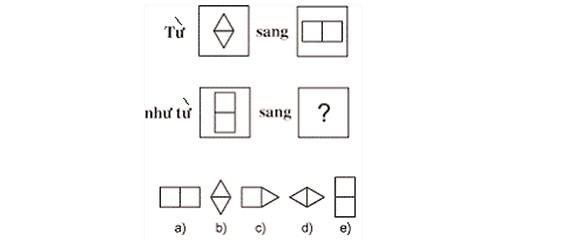 Từ sang
như từ sang ?
a) b) c) d) e)